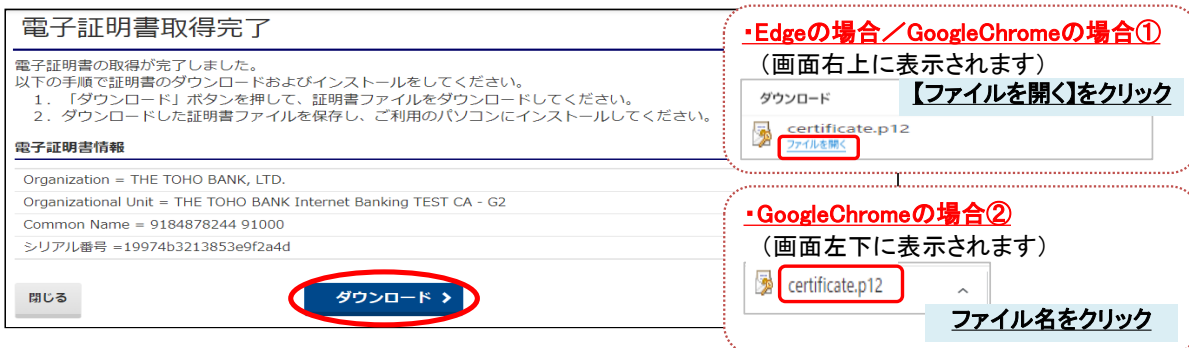 電子証明書取得完了
電子証明書の取得が完了しました。
以下の手順で証明書のダウンロードおよびインストールをしてください。
1. 「ダウンロード」ボタンを押して、証明書ファイルをダウンロードしてください。
2. ダウンロードした証明書ファイルを保存し、ご利用のパソコンにインストールしてください。
電子証明書情報
Organization = THE TOHO BANK, LTD.
Organizational Unit = THE TOHO BANK Internet Banking TEST CA - G2
Common Name = 9184878244 91000
シリアル番号 =19974b3213853e9f2a4d
閉じる
ダウンロード >
・Edgeの場合／GoogleChromeの場合①
（画面右上に表示されます）
ダウンロード
【ファイルを開く】をクリック
certificate.p12
ファイルを開く
・GoogleChromeの場合②
（画面左下に表示されます）
certificate.p12
ファイル名をクリック